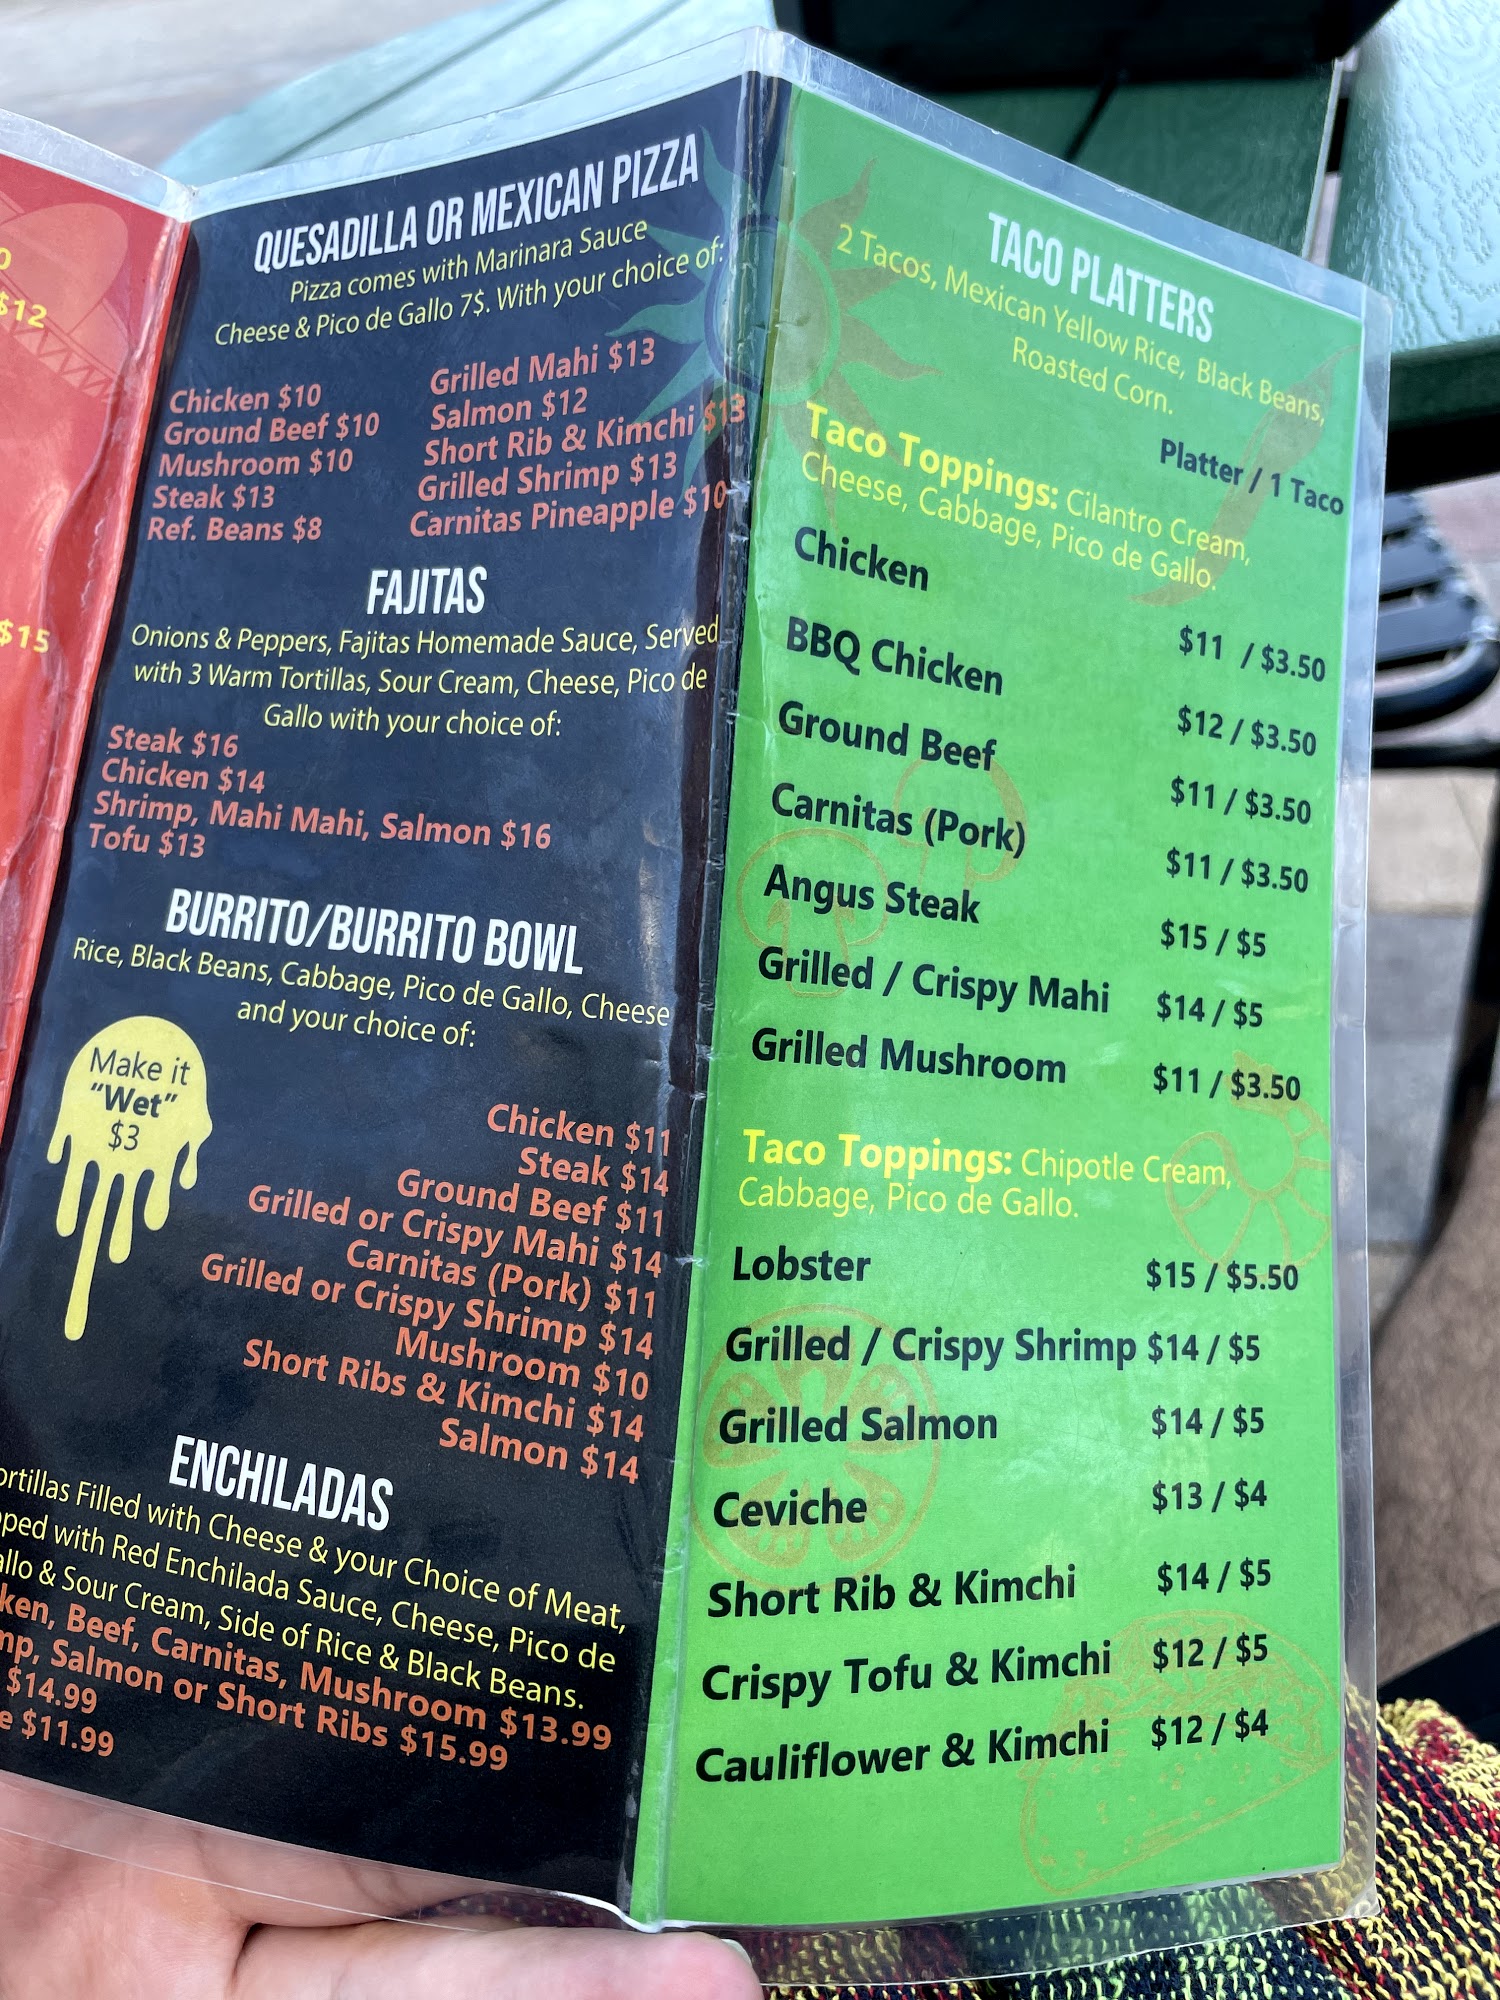 $12
$15
QUESADILLA OR MEXICAN PIZZA
Pizza comes with Marinara Sauce
Cheese & Pico de Gallo 7$. With your choice of:
Chicken $10
Ground Beef $10
Mushroom $10
Steak $13
Ref. Beans $8
Grilled Mahi $13
Salmon $12
Short Rib & Kimchi $13
Grilled Shrimp $13
Carnitas Pineapple $10
FAJITAS
Onions & Peppers, Fajitas Homemade Sauce, Served
with 3 Warm Tortillas, Sour Cream, Cheese, Pico de
Gallo with your choice of:
Steak $16
Chicken $14
Shrimp, Mahi Mahi, Salmon $16
Tofu $13
BURRITO/BURRITO BOWL
Rice, Black Beans, Cabbage, Pico de Gallo, Cheese
and your choice of:
Make it
"Wet"
$3
Chicken $11
Steak $14
Ground Beef $11
Grilled or Crispy Mahi $14
Carnitas (Pork) $11
Grilled or Crispy Shrimp $14
Mushroom $10
Short Ribs & Kimchi $14
Salmon $14
ENCHILADAS
Filled with Cheese & your Choice of Meat,
with Red Enchilada Sauce, Cheese, Pico de
& Sour Cream, Side of Rice & Black Beans.
Beef, Carnitas, Mushroom $13.99
Salmon or Short Ribs $15.99
$14.99
$11.99
TACO PLATTERS
2 Tacos, Mexican Yellow Rice, Black Beans,
Roasted Corn.
Platter / 1 Taco
Taco Toppings: Cilantro Cream,
Cheese, Cabbage, Pico de Gallo.
Chicken $11 / $3.50
BBQ Chicken $12 / $3.50
Ground Beef $11 / $3.50
Carnitas (Pork) $11 / $3.50
Angus Steak $15 / $5
Grilled / Crispy Mahi $14 / $5
Grilled Mushroom $11 / $3.50
Taco Toppings: Chipotle Cream,
Cabbage, Pico de Gallo.
Lobster $15 / $5.50
Grilled / Crispy Shrimp $14 / $5
Grilled Salmon $14 / $5
Ceviche $13 / $4
Short Rib & Kimchi $14 / $5
Crispy Tofu & Kimchi $12 / $5
Cauliflower & Kimchi $12 / $4